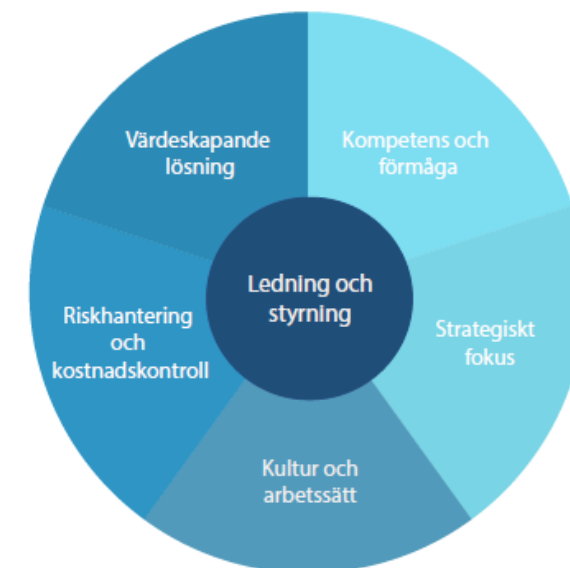 Värdeskapande
lösning
Kompetens och
förmåga
Ledning och
styrning
Riskhantering
och
kostnadskontroll
Strategiskt
fokus
Kultur och
arbetssätt